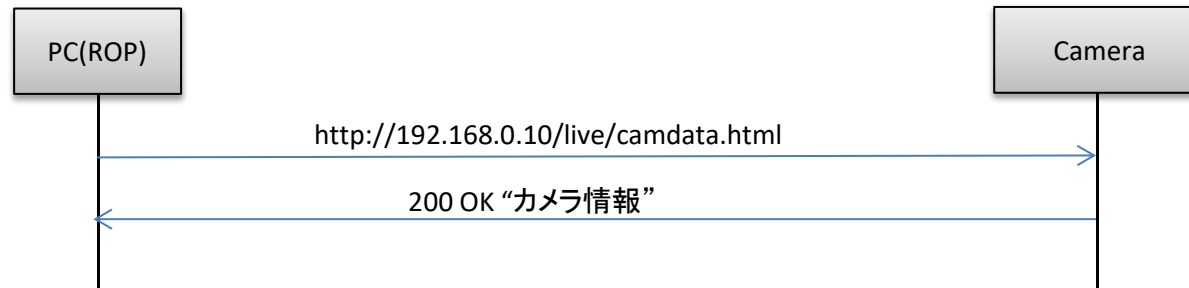 PC(ROP)
Camera
http://192.168.0.10/live/camdata.html
200 OK “カメラ情報”